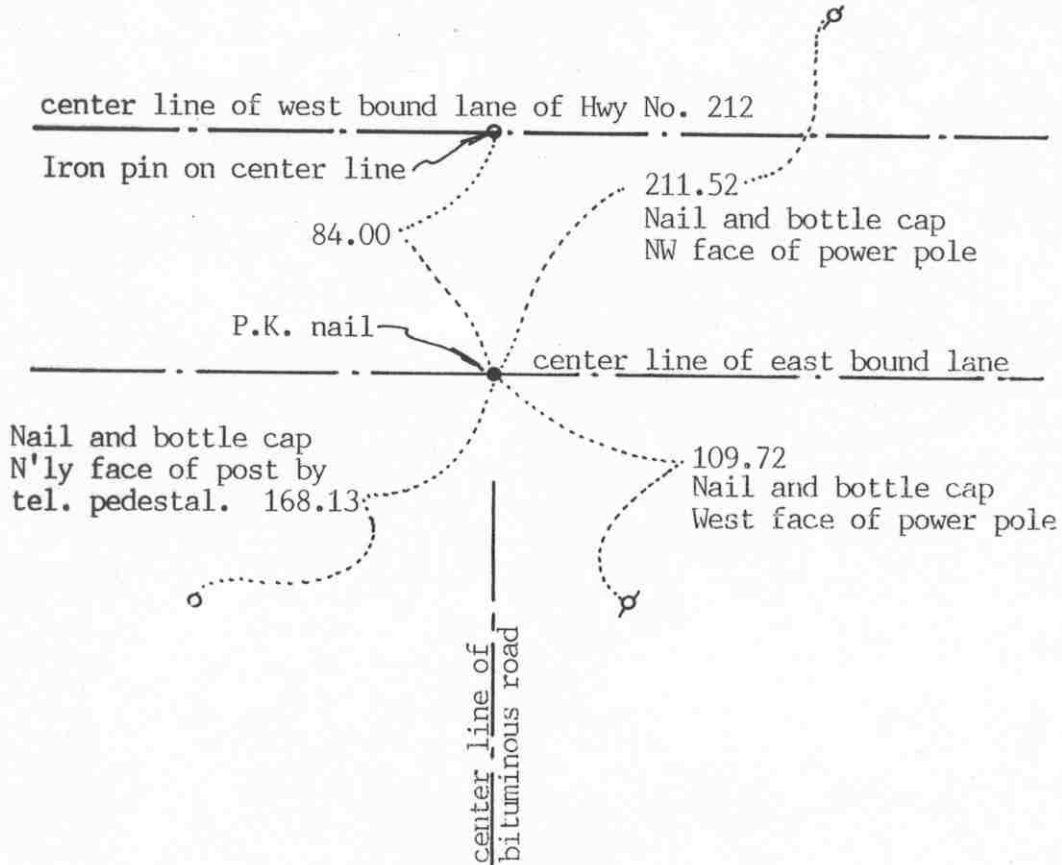 center line of west bound lane of Hwy No. 212
Iron pin on center line
211.52
Nail and bottle cap
NW face of power pole
84.00
P.K. nail
center line of east bound lane
Nail and bottle cap
N'ly face of post by
tel. pedestal. 168.13
109.72
Nail and bottle cap
West face of power pole
center line of
bituminous road